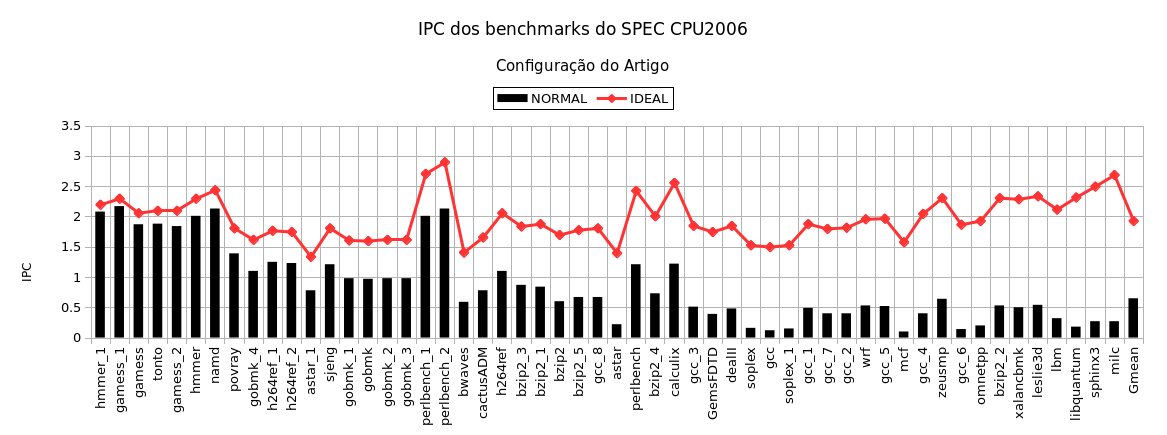 IPC dos benchmarks do SPEC CPU2006
Configuração do Artigo
NORMAL IDEAL
3.5
3
2.5
2
1.5
1
0.5
0
IPC
hmmer_1
gamess_1
gamess
tonto
gamess_2
hmmer
namd
povray
gobmk_4
h264ref_1
h264ref_2
astar_1
sjeng
gobmk_1
gobmk
gobmk_2
gobmk_3
perlbench_1
perlbench_2
bwaves
cactusADM
h264ref
bzip2_3
bzip2_1
bzip2
bzip2_5
gcc_8
astar
perlbench
bzip2_4
calculix
gcc_3
GemsFDTD
dealII
soplex
gcc
soplex_1
gcc_1
gcc_7
gcc_2
wrf
gcc_5
mcf
gcc_4
zeusmp
gcc_6
omnetpp
bzip2_2
xalancbmk
leslie3d
lbm
libquantum
sphinx3
milc
Gmean